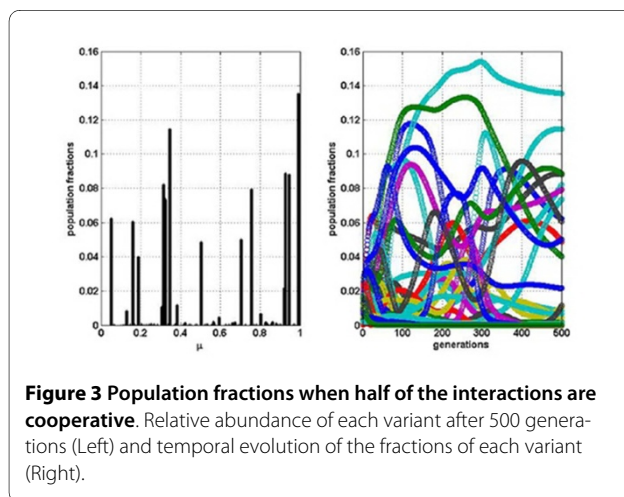 0.16
0.14
0.12
0.1
0.08
0.06
0.04
0.02
0
population fractions
0 0.2 0.4 0.6 0.8 1
μ
0.16
0.14
0.12
0.1
0.08
0.06
0.04
0.02
0
population fractions
0 100 200 300 400 500
generations
Figure 3 Population fractions when half of the interactions are
cooperative. Relative abundance of each variant after 500 genera-
tions (Left) and temporal evolution of the fractions of each variant
(Right).